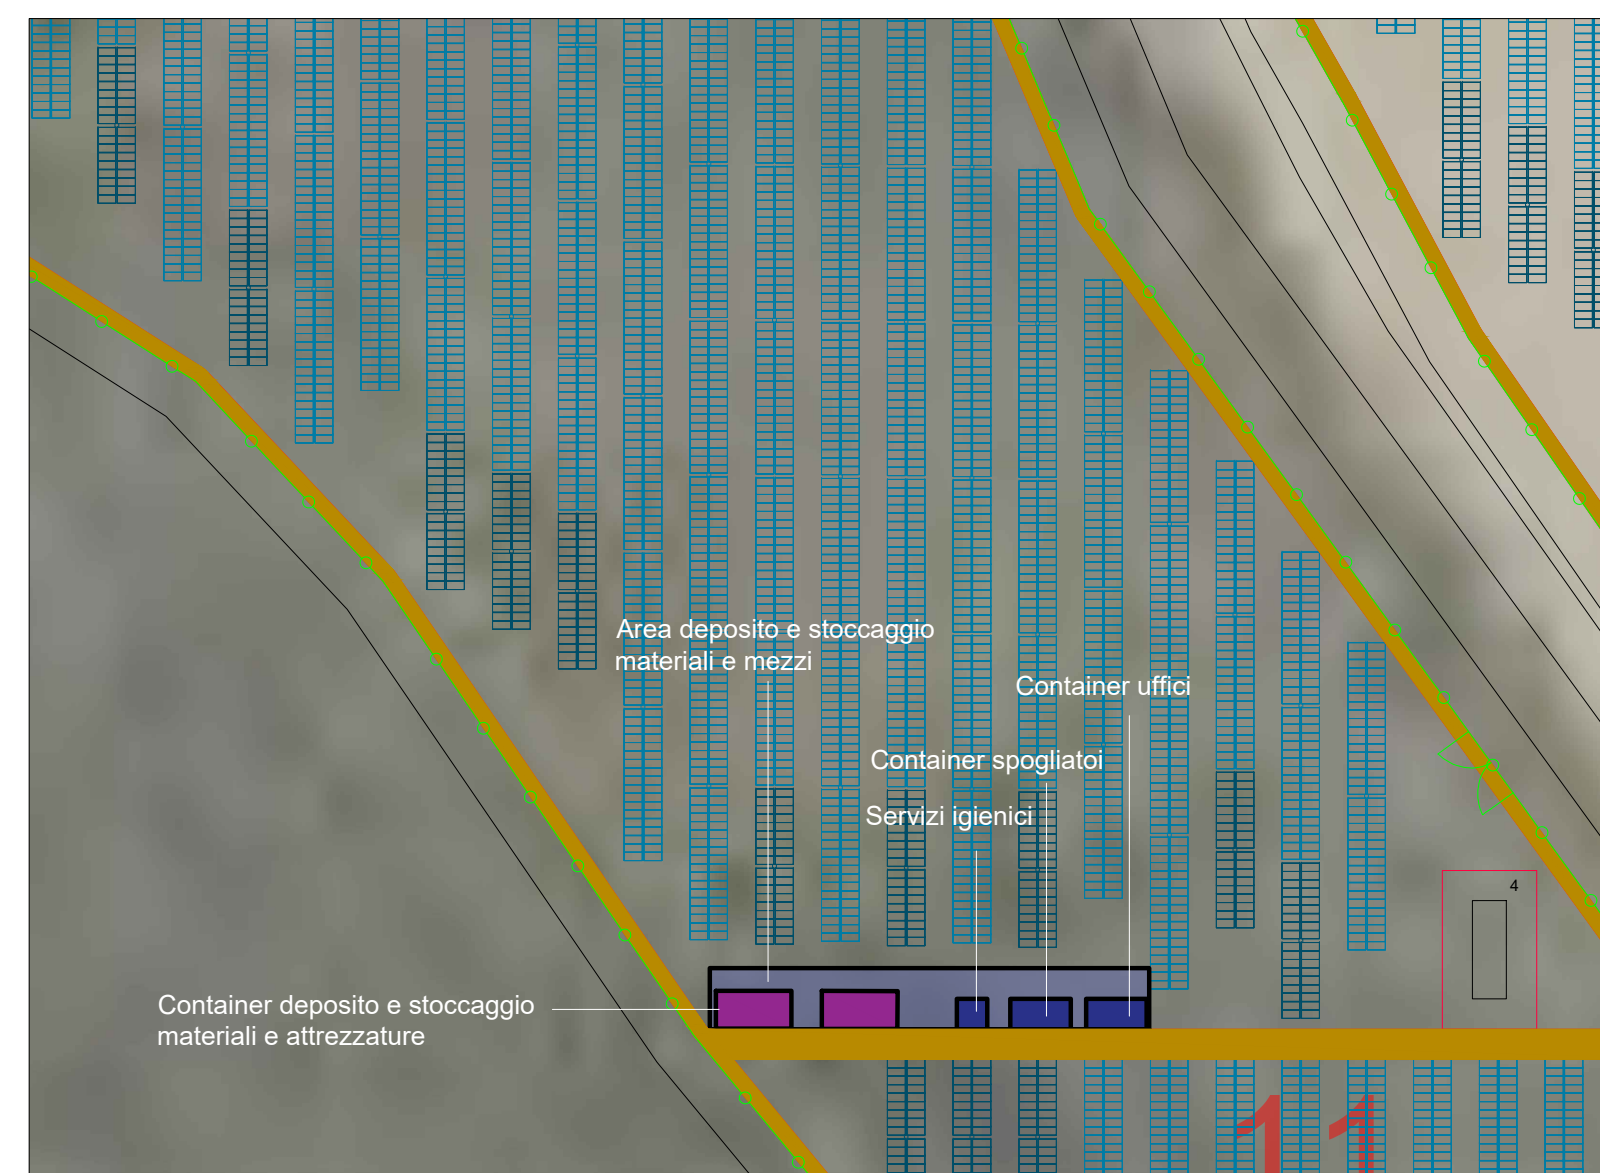 Area deposito e stoccaggio
materiali e mezzi
Container uffici
Container spogliatoi
Servizi igienici
4
Container deposito e stoccaggio
materiali e attrezzature
11